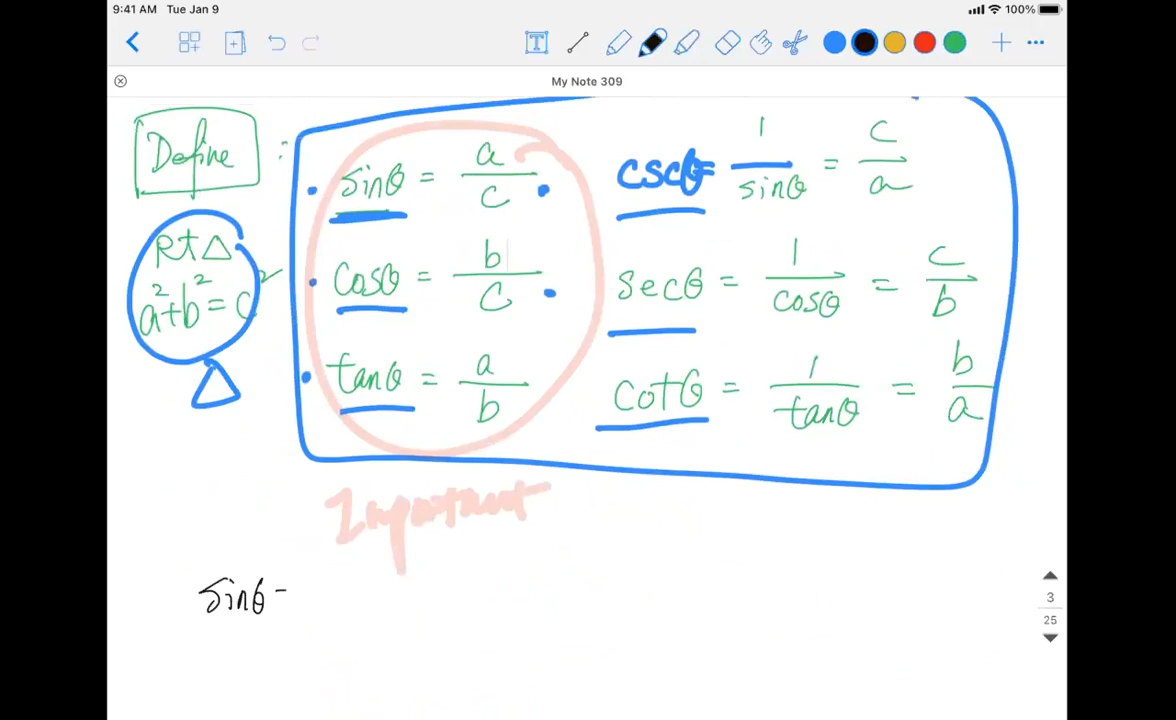 9:41 AM Tue Jan 9 100%
T
My Note 309
Define : sinθ = a/c cscθ = 1/sinθ = c/a
Rt△
a²+b²=c²
cosθ = b/c secθ = 1/cosθ = c/b
tanθ = a/b cotθ = 1/tanθ = b/a
Important
3
25
sinθ -